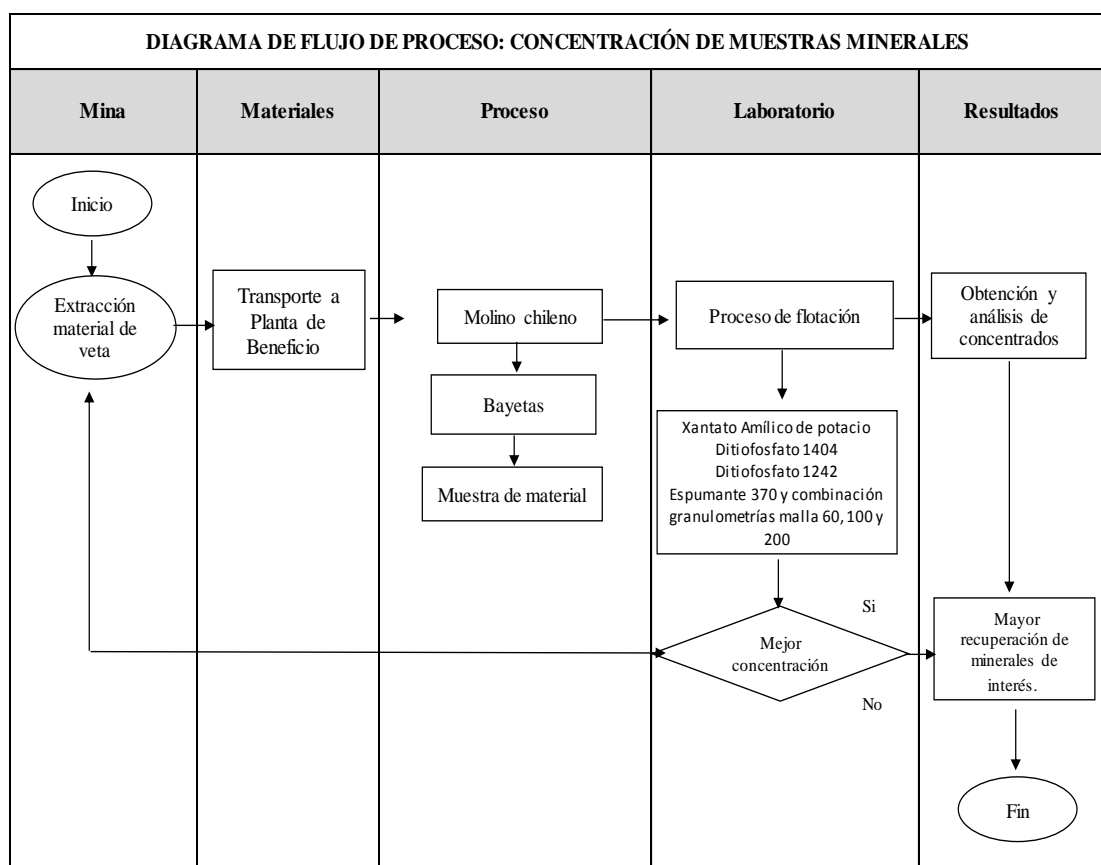 DIAGRAMA DE FLUJO DE PROCESO: CONCENTRACIÓN DE MUESTRAS MINERALES
Mina
Materiales
Proceso
Laboratorio
Resultados
Inicio
Extracción
material de
veta
Transporte a
Planta de
Beneficio
Molino chileno
Bayetas
Muestra de material
Proceso de flotación
Xantato Amílico de potacio
Ditiofosfato 1404
Ditiofosfato 1242
Espumante 370 y combinación
granulometrías malla 60, 100 y
200
Mejor
concentración
Si
No
Obtención y
análisis de
concentrados
Mayor
recuperación de
minerales de
interés.
Fin